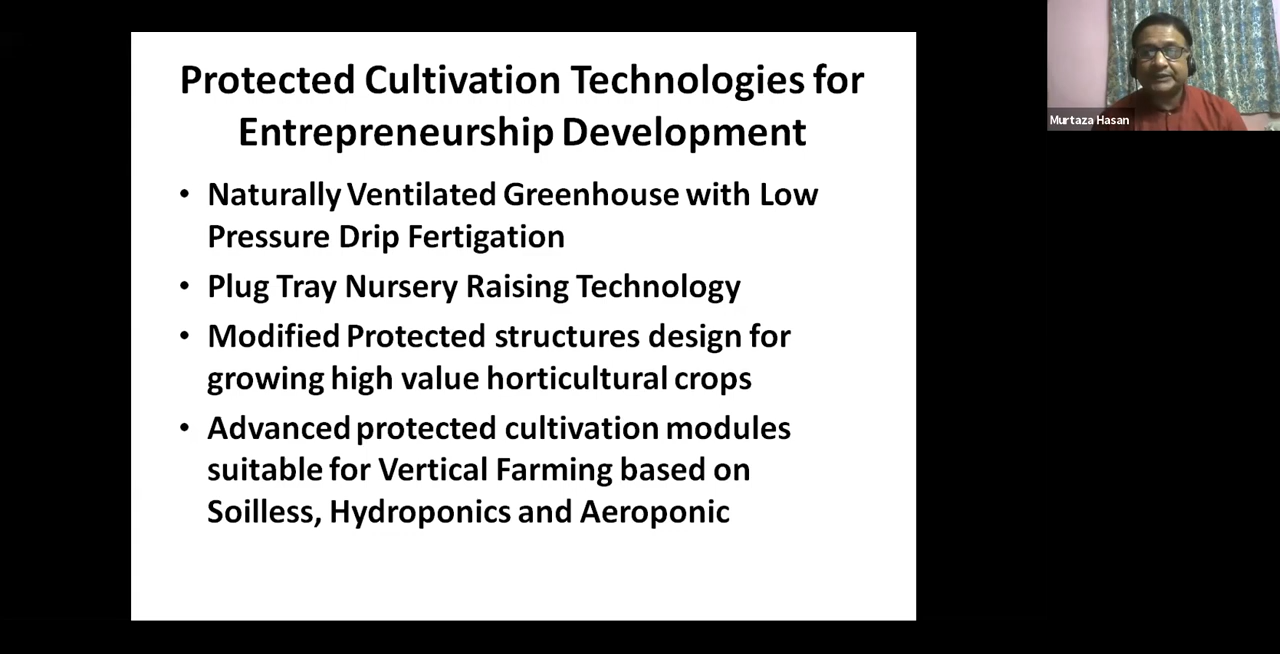 Protected Cultivation Technologies for
Entrepreneurship Development
• Naturally Ventilated Greenhouse with Low
Pressure Drip Fertigation
• Plug Tray Nursery Raising Technology
• Modified Protected structures design for
growing high value horticultural crops
• Advanced protected cultivation modules
suitable for Vertical Farming based on
Soilless, Hydroponics and Aeroponic
Murtaza Hasan